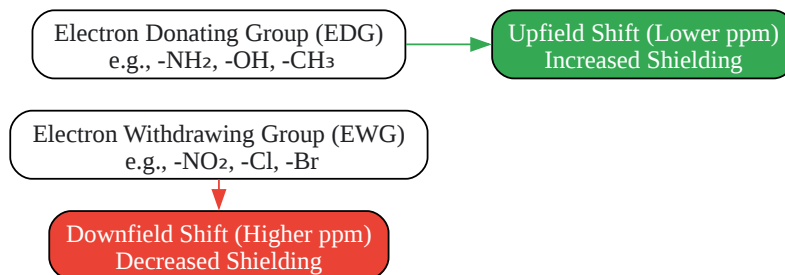 Electron Donating Group (EDG)
e.g., -NH₂, -OH, -CH₃
Upfield Shift (Lower ppm)
Increased Shielding
Electron Withdrawing Group (EWG)
e.g., -NO₂, -Cl, -Br
Downfield Shift (Higher ppm)
Decreased Shielding